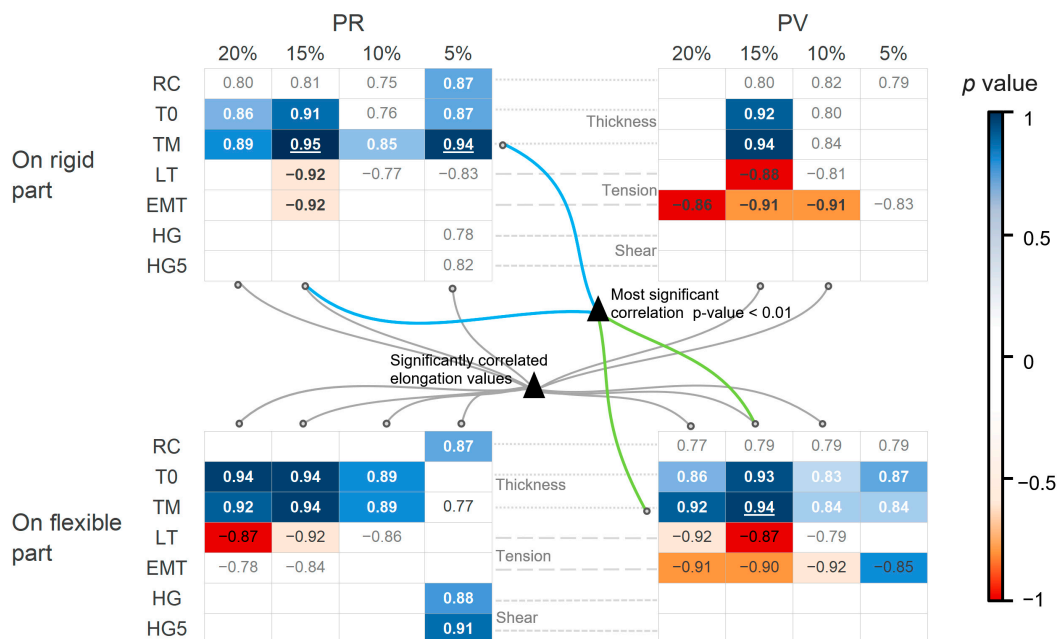 PR PV
20% 15% 10% 5% 20% 15% 10% 5%
p value
On rigid
part
RC 0.80 0.81 0.75 0.87 0.80 0.82 0.79
T0 0.86 0.91 0.76 0.87 0.92 0.80
Thickness
TM 0.89 0.95 0.85 0.94 0.94 0.84
LT −0.92 −0.77 −0.83 −0.88 −0.81
Tension
EMT −0.92 −0.86 −0.91 −0.91 −0.83
HG 0.78
Shear
HG5 0.82
Most significant
correlation p-value < 0.01
Significantly correlated
elongation values
On flexible
part
RC 0.87 0.77 0.79 0.79 0.79
T0 0.94 0.94 0.89 0.86 0.93 0.83 0.87
Thickness
TM 0.92 0.94 0.89 0.77 0.92 0.94 0.84 0.84
LT −0.87 −0.92 −0.86 −0.92 −0.87 −0.79
Tension
EMT −0.78 −0.84 −0.91 −0.90 −0.92 −0.85
HG 0.88
Shear
HG5 0.91
1
0.5
0
−0.5
−1